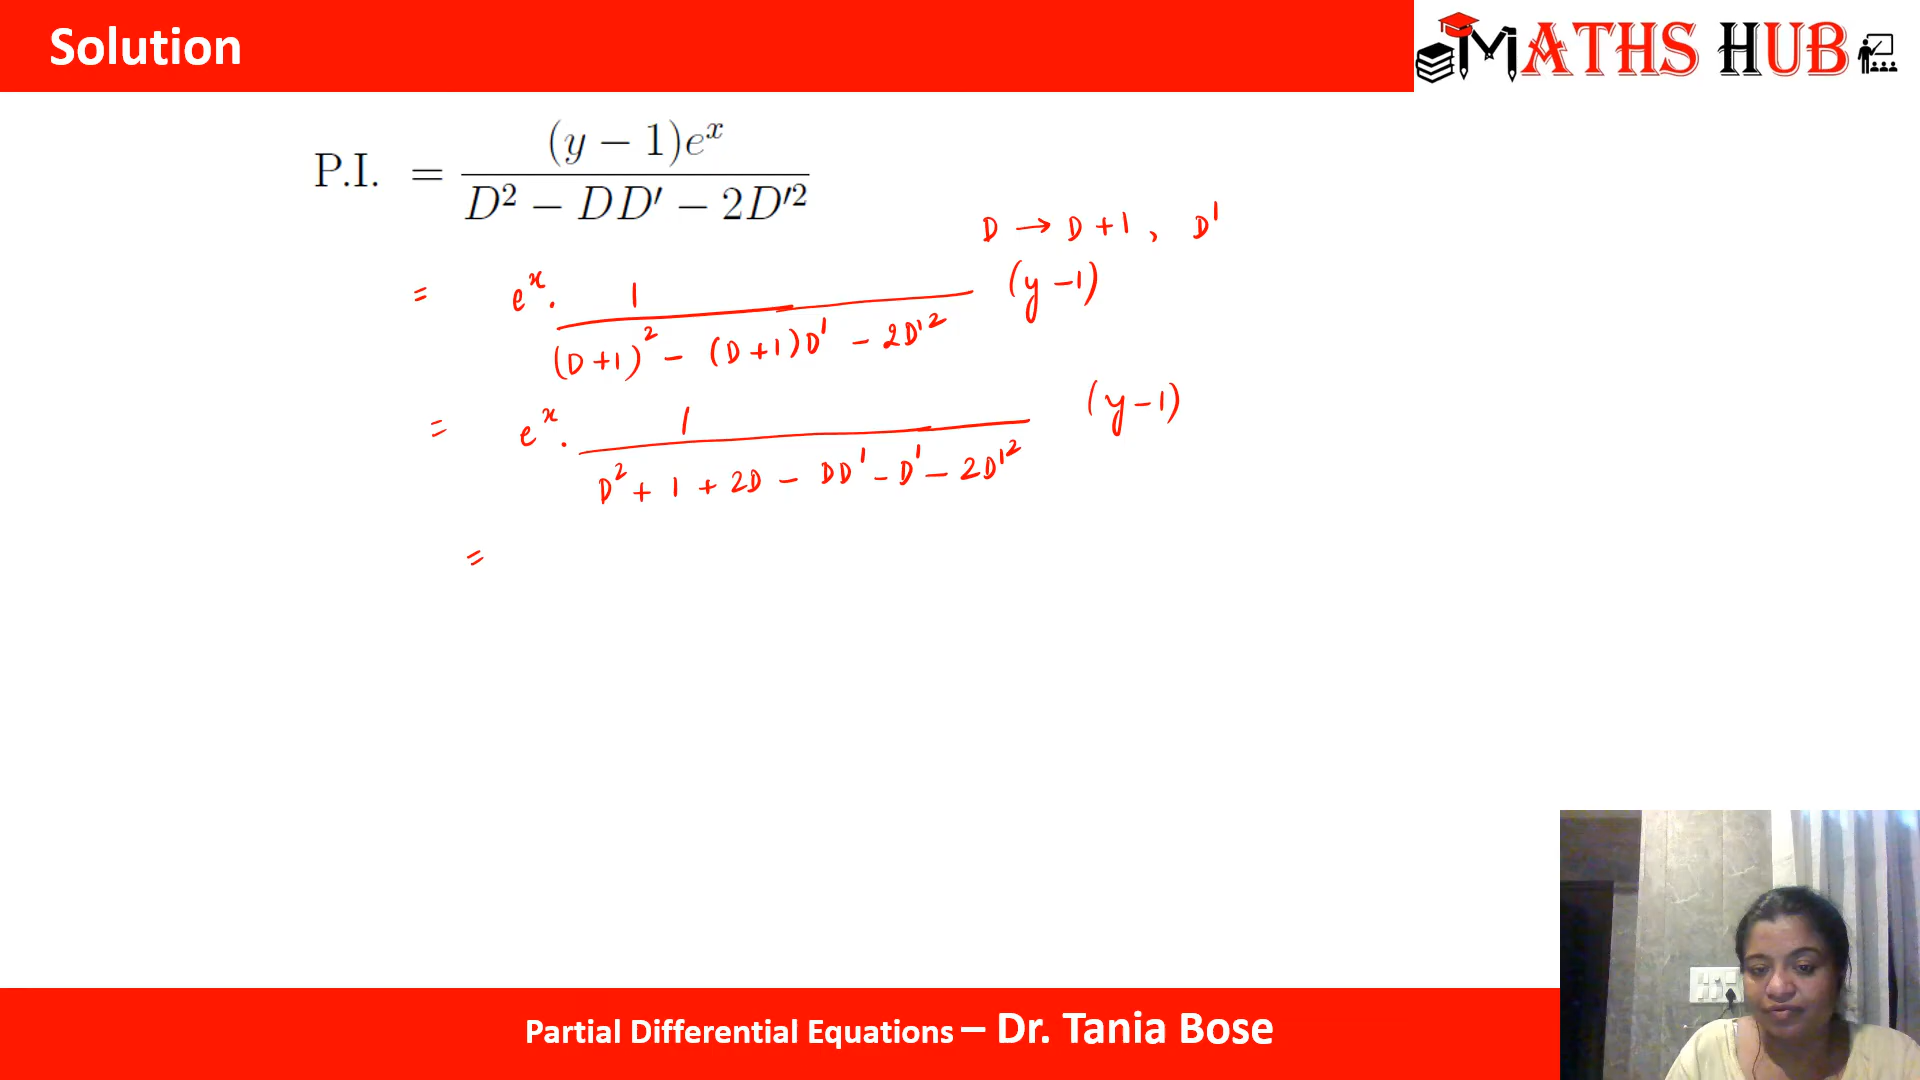 Solution
MATHS HUB
P.I. = (y − 1)e^x / (D² − DD′ − 2D′²)
D → D + 1 , D′
= e^x . 1 / ((D + 1)² − (D + 1)D′ − 2D′²) (y − 1)
= e^x . 1 / (D² + 1 + 2D − DD′ − D′ − 2D′²) (y − 1)
=
Partial Differential Equations – Dr. Tania Bose